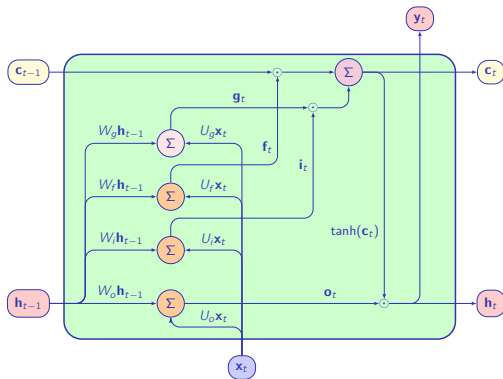 y_t
c_{t−1}
Σ
c_t
g_t
W_g h_{t−1}
U_g x_t
Σ
f_t
i_t
W_f h_{t−1}
U_f x_t
Σ
W_i h_{t−1}
U_i x_t
Σ
tanh(c_t)
h_{t−1}
W_o h_{t−1}
Σ
o_t
h_t
U_o x_t
x_t